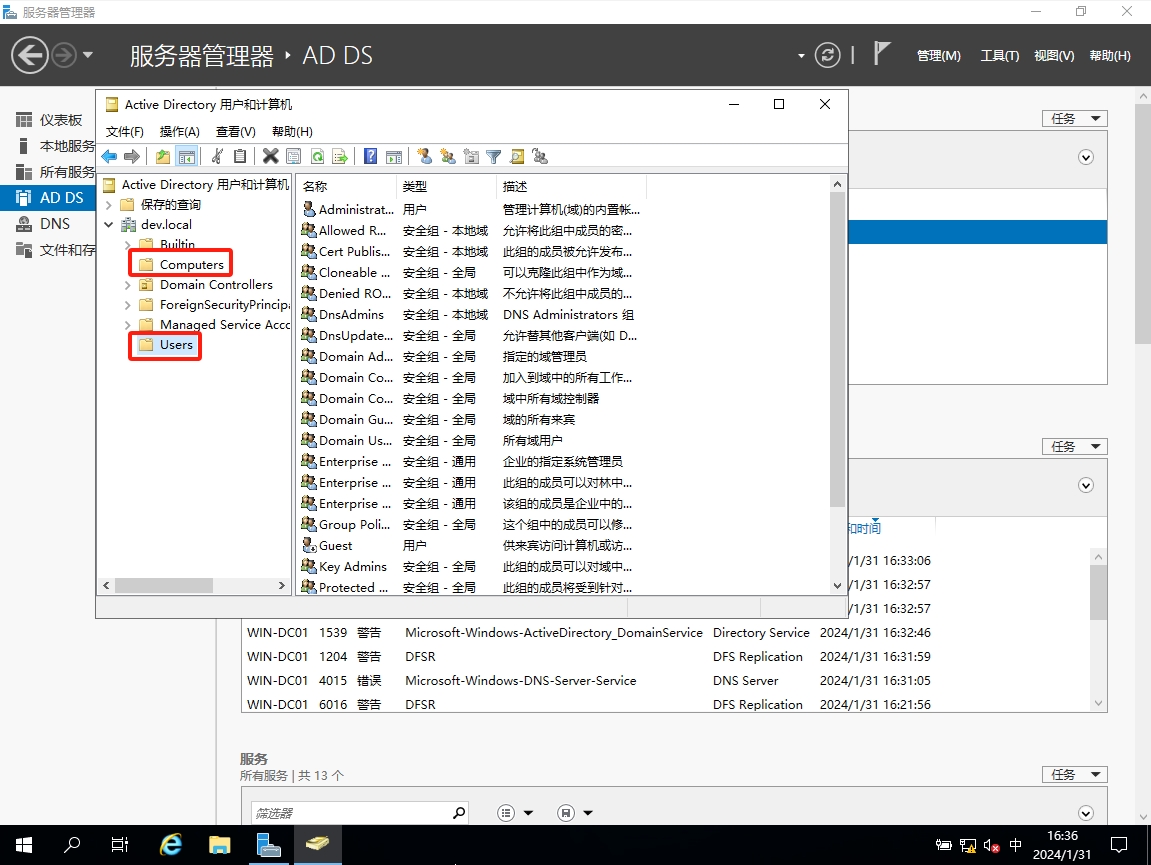 服务器管理器
服务器管理器 ‣ AD DS
管理(M) 工具(T) 视图(V) 帮助(H)
仪表板
本地服务
所有服务
AD DS
DNS
文件和存
任务
Active Directory 用户和计算机
文件(F) 操作(A) 查看(V) 帮助(H)
Active Directory 用户和计算机
保存的查询
dev.local
Builtin
Computers
Domain Controllers
ForeignSecurityPrincipa
Managed Service Acco
Users
名称 类型 描述
Administrat... 用户 管理计算机(域)的内置帐...
Allowed R... 安全组 - 本地域 允许将此组中成员的密...
Cert Publis... 安全组 - 本地域 此组的成员被允许发布...
Cloneable ... 安全组 - 全局 可以克隆此组中作为域...
Denied RO... 安全组 - 本地域 不允许将此组中成员的...
DnsAdmins 安全组 - 本地域 DNS Administrators 组
DnsUpdate... 安全组 - 全局 允许替其他客户端(如 D...
Domain Ad... 安全组 - 全局 指定的域管理员
Domain Co... 安全组 - 全局 加入到域中的所有工作...
Domain Co... 安全组 - 全局 域中所有域控制器
Domain Gu... 安全组 - 全局 域的所有来宾
Domain Us... 安全组 - 全局 所有域用户
Enterprise ... 安全组 - 通用 企业的指定系统管理员
Enterprise ... 安全组 - 通用 此组的成员可以对林中...
Enterprise ... 安全组 - 通用 该组的成员是企业中的...
Group Poli... 安全组 - 全局 这个组中的成员可以修...
Guest 用户 供来宾访问计算机或访...
Key Admins 安全组 - 全局 此组的成员可以对域中...
Protected ... 安全组 - 全局 此组的成员将受到针对...
任务
和时间
/1/31 16:33:06
/1/31 16:32:57
/1/31 16:32:57
WIN-DC01 1539 警告 Microsoft-Windows-ActiveDirectory_DomainService Directory Service 2024/1/31 16:32:46
WIN-DC01 1204 警告 DFSR DFS Replication 2024/1/31 16:31:59
WIN-DC01 4015 错误 Microsoft-Windows-DNS-Server-Service DNS Server 2024/1/31 16:31:05
WIN-DC01 6016 警告 DFSR DFS Replication 2024/1/31 16:21:56
服务
所有服务 | 共 13 个
任务
筛选器
中
16:36
2024/1/31